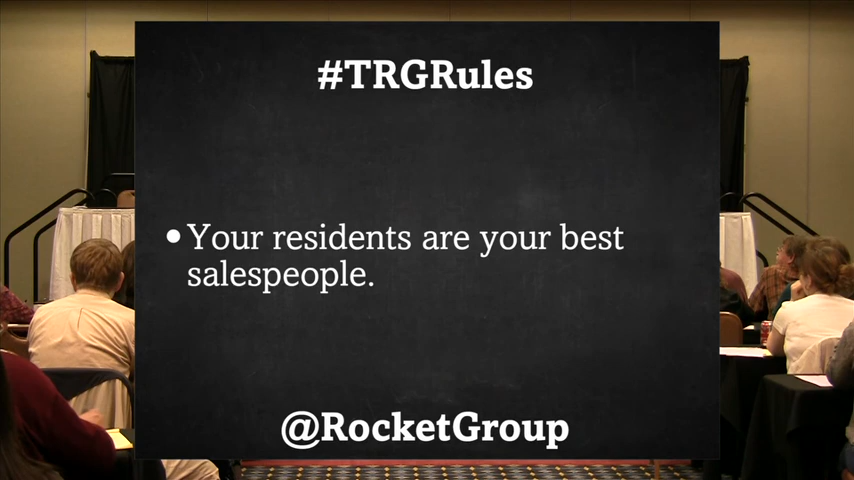 #TRGRules
•Your residents are your best
salespeople.
@RocketGroup